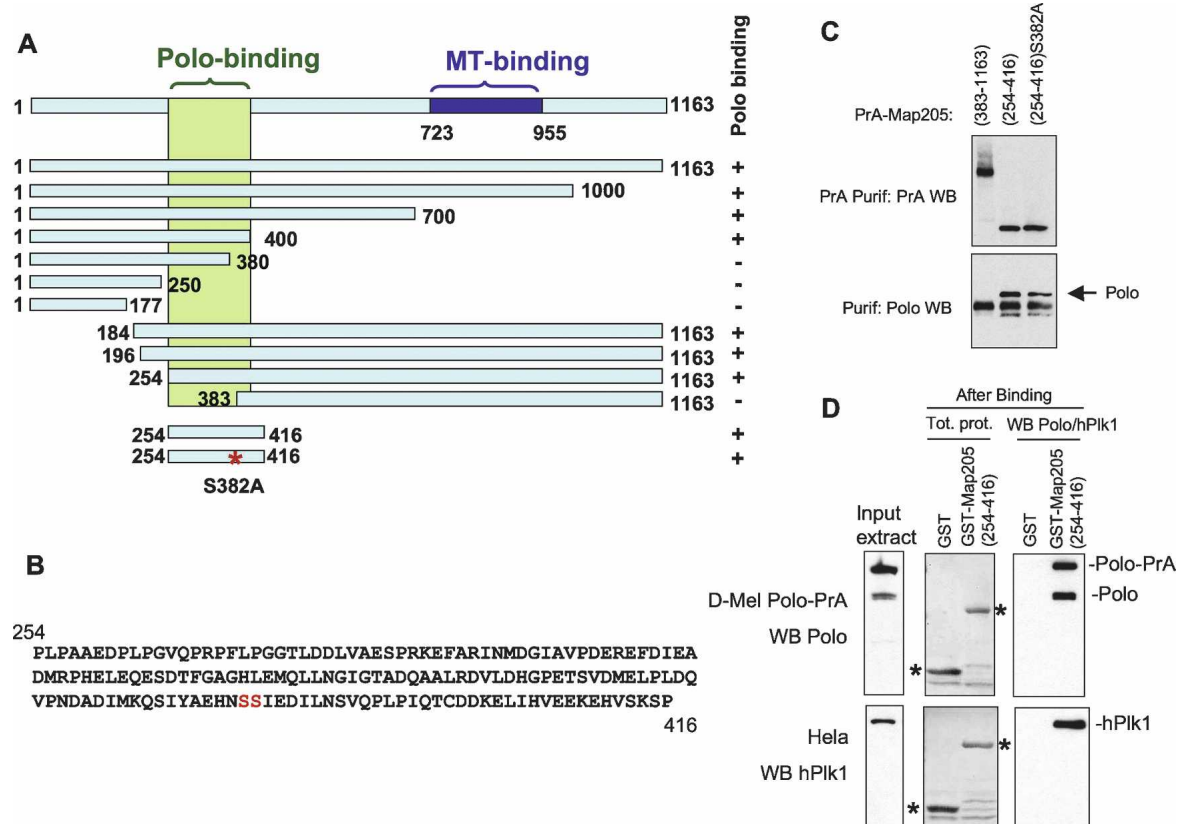 A
Polo-binding
MT-binding
Polo binding
1
1163
723
955
1
1163
+
1
1000
+
1
700
+
1
400
+
1
380
-
1
250
-
1
177
-
184
1163
+
196
1163
+
254
1163
+
383
1163
-
254
416
+
254
*
416
+
S382A
B
254
PLPAAEDPLPGVQPRPFLPGGTLDDLVAESPRKEFARINMDGIAVPDEREFDIEA
DMRPHELEQESDTFGAGHLEMQLLNGIGTADQAALRDVLDHGPETSVDMELPLDQ
VPNDADIMKQSIYAEHNSSIEDILNSVQPLPIQTCDDKELIHVEEKEHVSKSP
416
C
PrA-Map205:
(383-1163)
(254-416)
(254-416)S382A
PrA Purif: PrA WB
Purif: Polo WB
Polo
D
After Binding
Tot. prot.
WB Polo/hPlk1
Input
extract
GST
GST-Map205
(254-416)
GST
GST-Map205
(254-416)
D-Mel Polo-PrA
WB Polo
*
*
-Polo-PrA
-Polo
Hela
WB hPlk1
*
*
-hPlk1